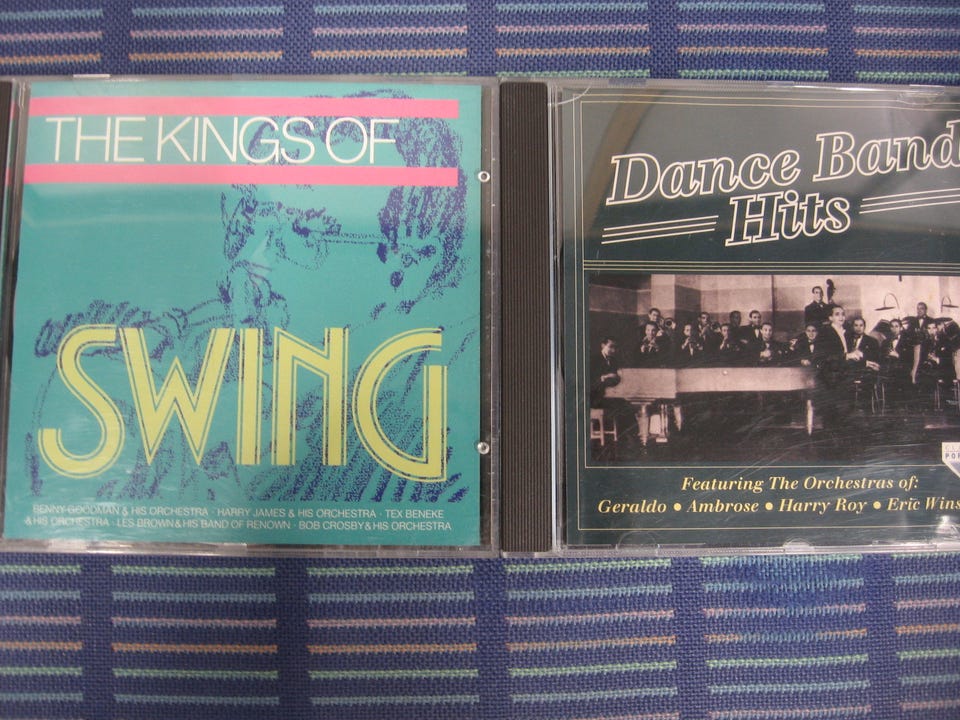 THE KINGS OF
SWING
BENNY GOODMAN & HIS ORCHESTRA · HARRY JAMES & HIS ORCHESTRA · TEX BENEKE
& HIS ORCHESTRA · LES BROWN & HIS BAND OF RENOWN · BOB CROSBY & HIS ORCHESTRA
Dance Band
Hits
Featuring The Orchestras of:
Geraldo • Ambrose • Harry Roy • Eric Wins